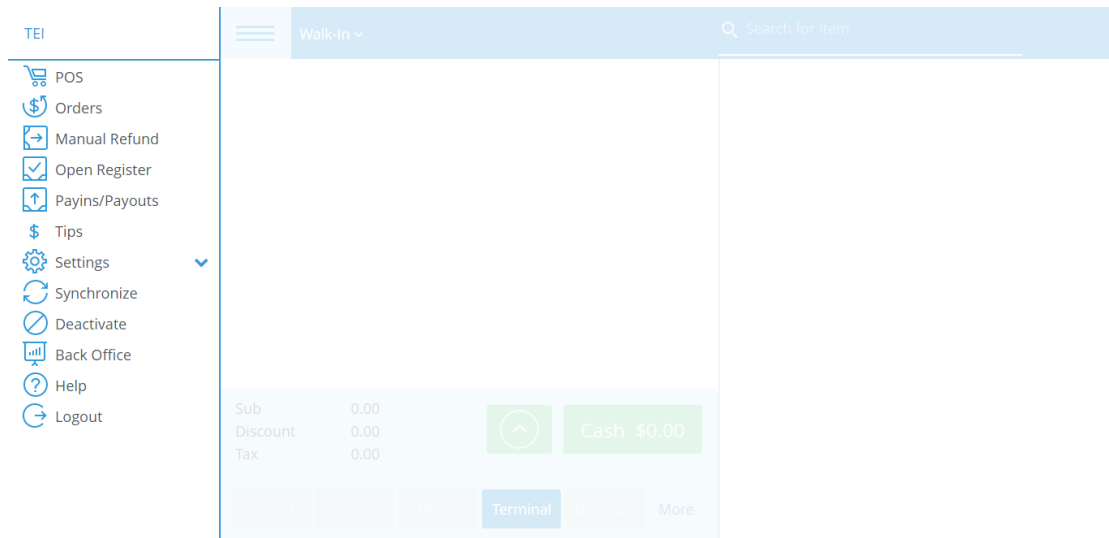 TEI
Walk-In
Search for item
POS
Orders
Manual Refund
Open Register
Payins/Payouts
Tips
Settings
Synchronize
Deactivate
Back Office
Help
Logout
Sub 0.00
Discount 0.00
Tax 0.00
Cash $0.00
Terminal
More